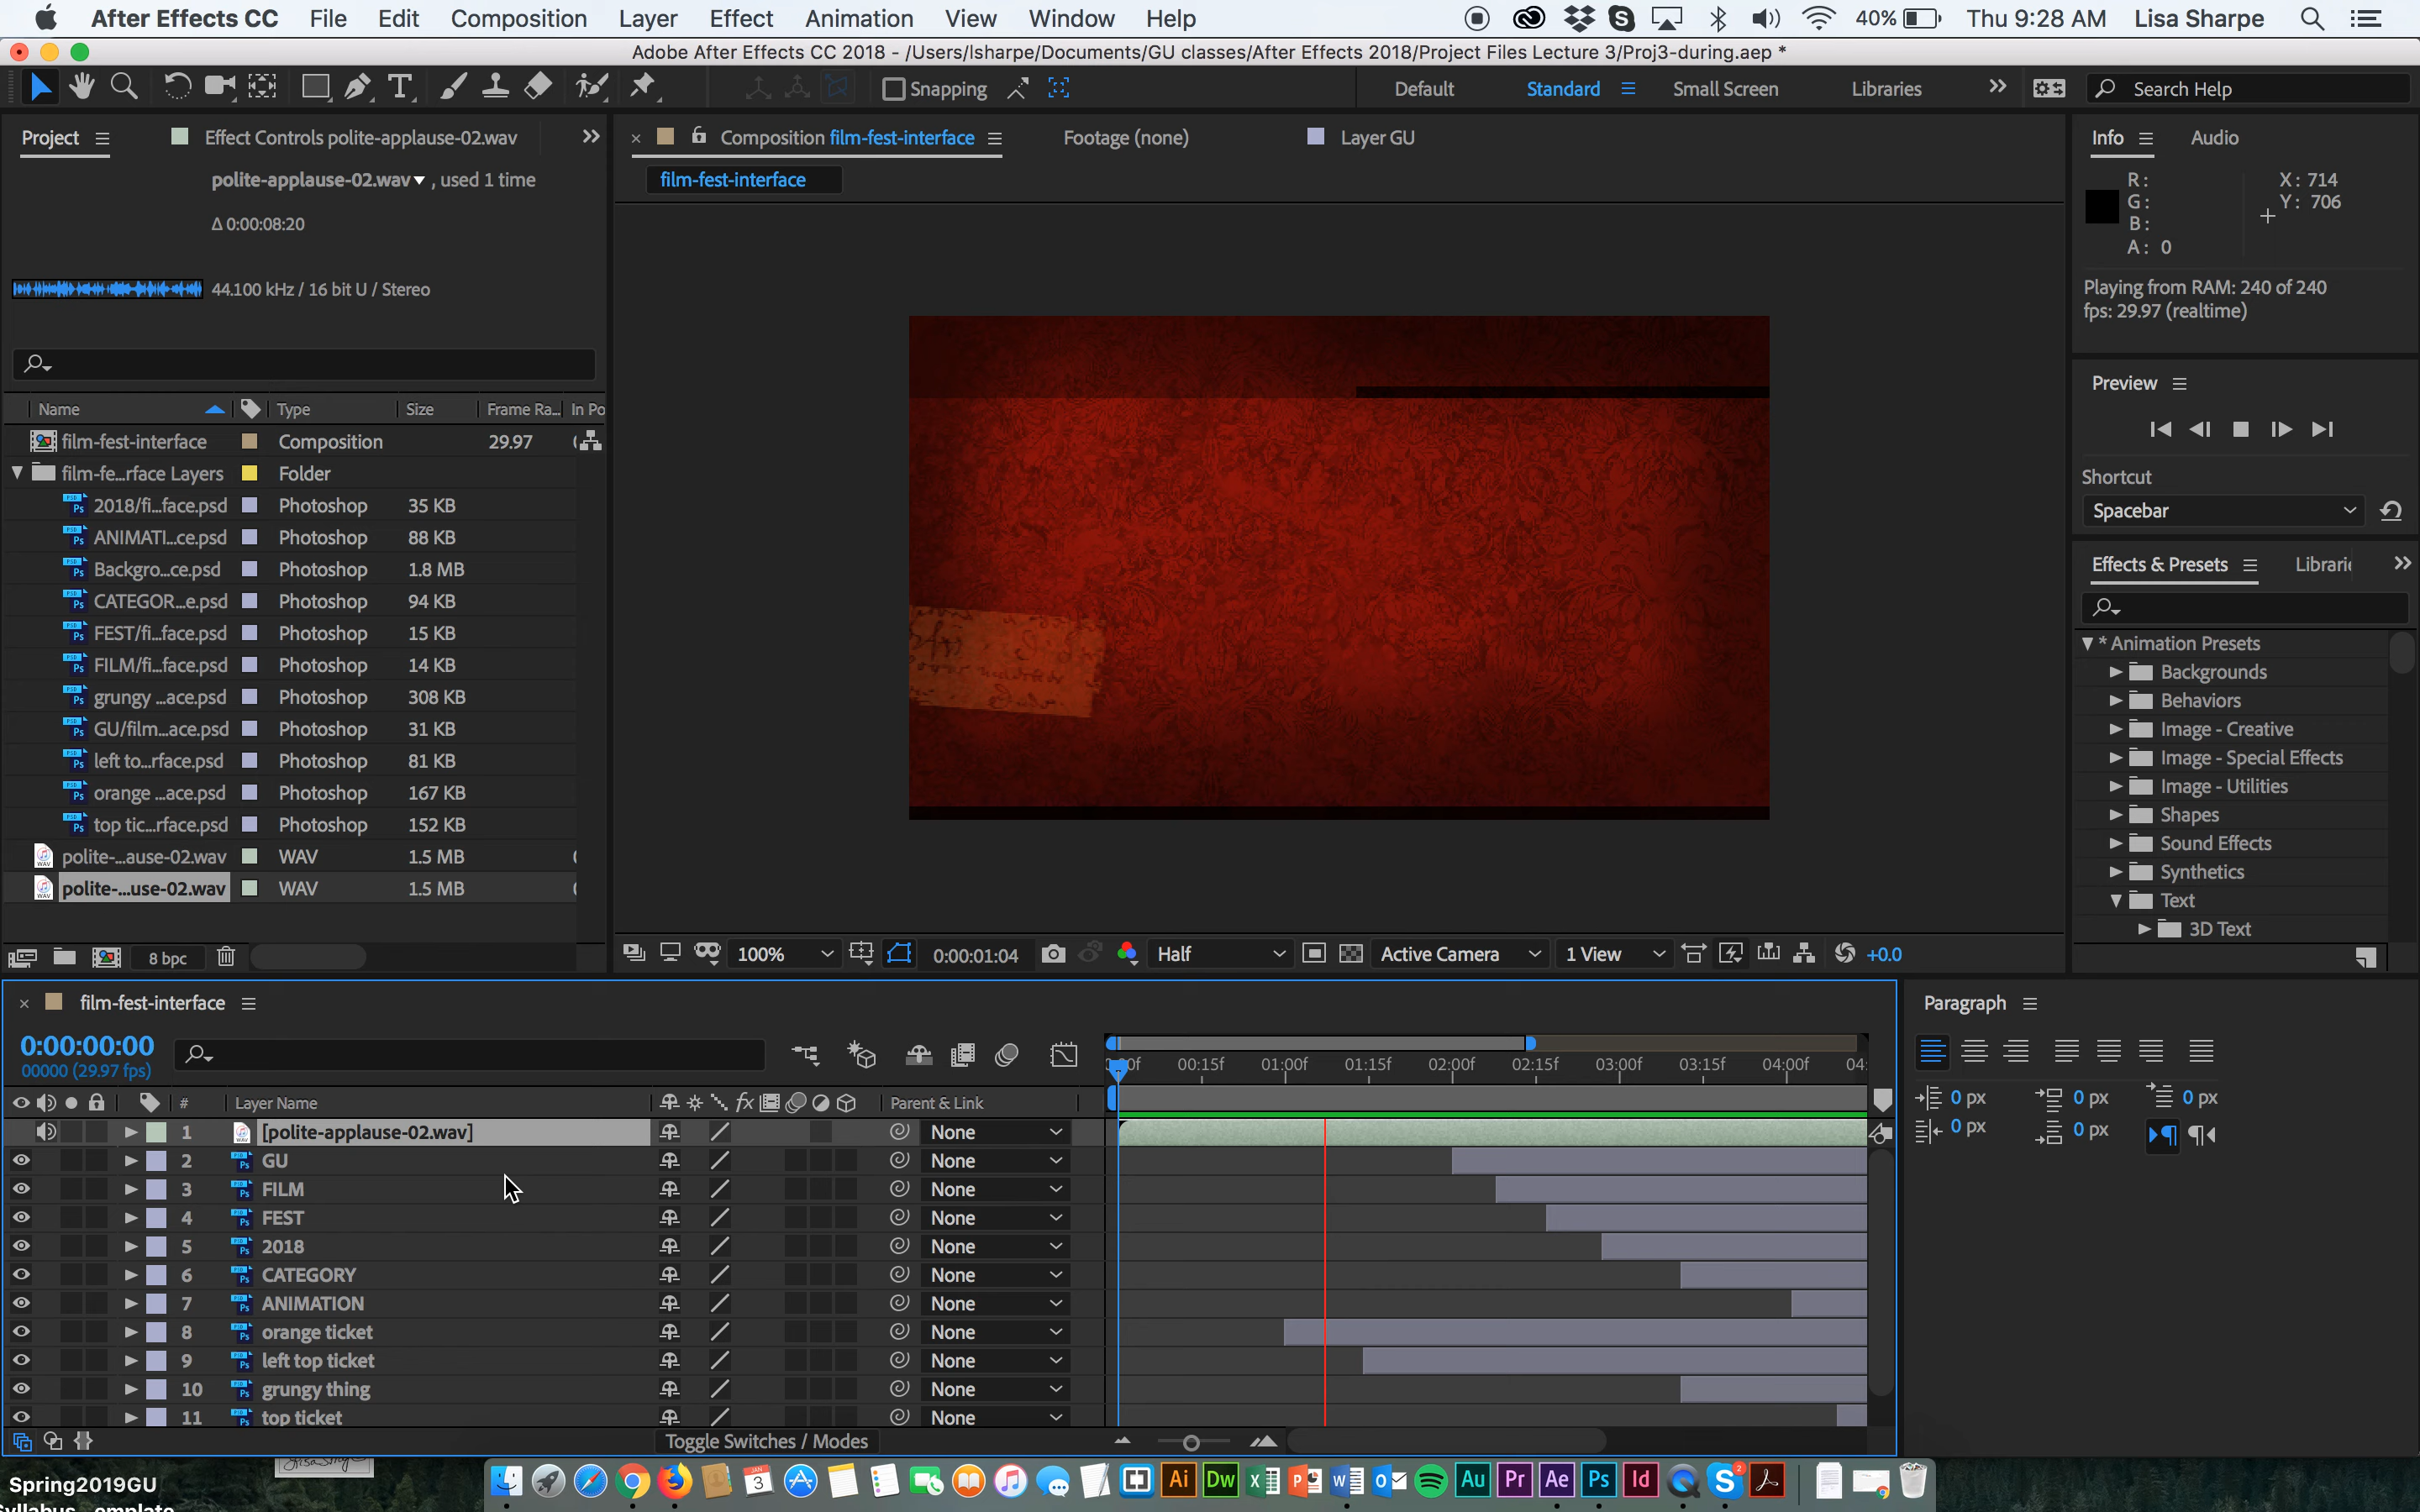 After Effects CC File Edit Composition Layer Effect Animation View Window Help 40% Thu 9:28 AM Lisa Sharpe
Adobe After Effects CC 2018 - /Users/lsharpe/Documents/GU classes/After Effects 2018/Project Files Lecture 3/Proj3-during.aep *
Snapping Default Standard Small Screen Libraries Search Help
Project Effect Controls polite-applause-02.wav
polite-applause-02.wav , used 1 time
Δ 0:00:08:20
44.100 kHz / 16 bit U / Stereo
Name Type Size Frame Ra... In Po
film-fest-interface Composition 29.97
film-fe...rface Layers Folder
2018/fi...face.psd Photoshop 35 KB
ANIMATI...ce.psd Photoshop 88 KB
Backgro...ce.psd Photoshop 1.8 MB
CATEGOR...e.psd Photoshop 94 KB
FEST/fi...face.psd Photoshop 15 KB
FILM/fi...face.psd Photoshop 14 KB
grungy ...ace.psd Photoshop 308 KB
GU/film...ace.psd Photoshop 31 KB
left to...rface.psd Photoshop 81 KB
orange ...ace.psd Photoshop 167 KB
top tic...rface.psd Photoshop 152 KB
polite-...ause-02.wav WAV 1.5 MB
polite-...use-02.wav WAV 1.5 MB
8 bpc
Composition film-fest-interface Footage (none) Layer GU
film-fest-interface
100% 0:00:01:04 Half Active Camera 1 View +0.0
Info Audio
R: X: 714
G: Y: 706
B:
A: 0
Playing from RAM: 240 of 240
fps: 29.97 (realtime)
Preview
Shortcut
Spacebar
Effects & Presets Librari
* Animation Presets
Backgrounds
Behaviors
Image - Creative
Image - Special Effects
Image - Utilities
Shapes
Sound Effects
Synthetics
Text
3D Text
film-fest-interface
0:00:00:00
00000 (29.97 fps)
00:15f 01:00f 01:15f 02:00f 02:15f 03:00f 03:15f 04:00f 04:
# Layer Name fx Parent & Link
1 [polite-applause-02.wav] None
2 GU None
3 FILM None
4 FEST None
5 2018 None
6 CATEGORY None
7 ANIMATION None
8 orange ticket None
9 left top ticket None
10 grungy thing None
11 top ticket None
Toggle Switches / Modes
Paragraph
0 px 0 px 0 px
0 px 0 px
Spring2019GU
JAN
3
Ai Dw Au Pr Ae Ps Id
2